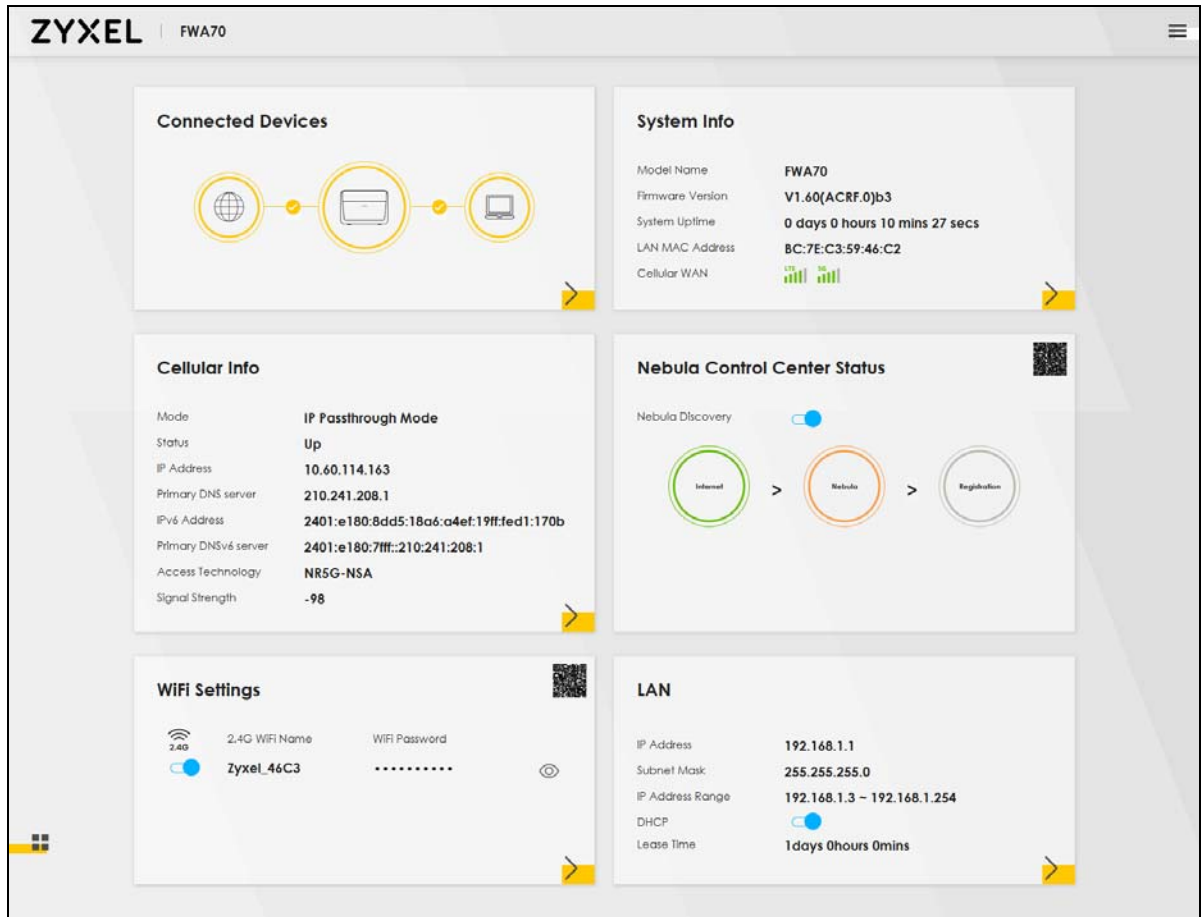 ZYXEL FWA70
Connected Devices
System Info
Model Name FWA70
Firmware Version V1.60(ACRF.0)b3
System Uptime 0 days 0 hours 10 mins 27 secs
LAN MAC Address BC:7E:C3:59:46:C2
Cellular WAN LTE 5G
Cellular Info
Mode IP Passthrough Mode
Status Up
IP Address 10.60.114.163
Primary DNS server 210.241.208.1
IPv6 Address 2401:e180:8dd5:18a6:a4ef:19ff:fed1:170b
Primary DNSv6 server 2401:e180:7fff::210:241:208:1
Access Technology NR5G-NSA
Signal Strength -98
Nebula Control Center Status
Nebula Discovery
Internet > Nebula > Registration
WiFi Settings
2.4G 2.4G WiFi Name WiFi Password
Zyxel_46C3 ••••••••••
LAN
IP Address 192.168.1.1
Subnet Mask 255.255.255.0
IP Address Range 192.168.1.3 ~ 192.168.1.254
DHCP
Lease Time 1days 0hours 0mins